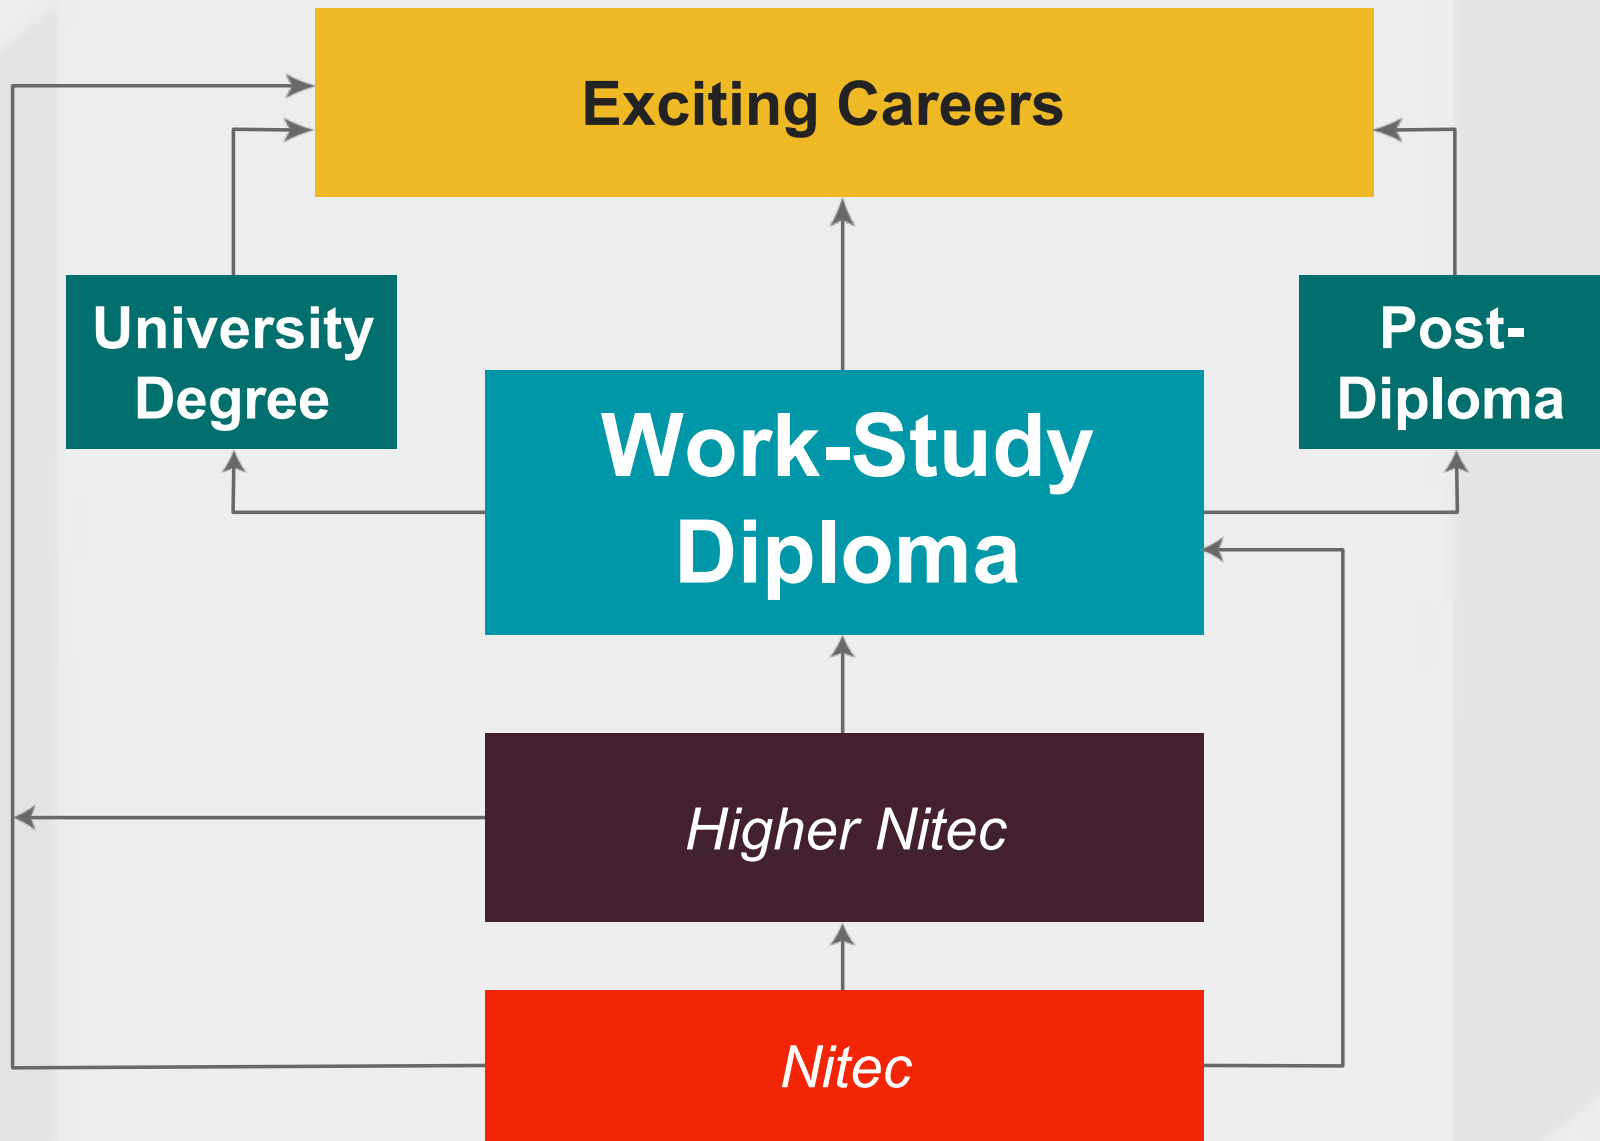 Exciting Careers
University
Degree
Post-
Diploma
Work-Study
Diploma
Higher Nitec
Nitec